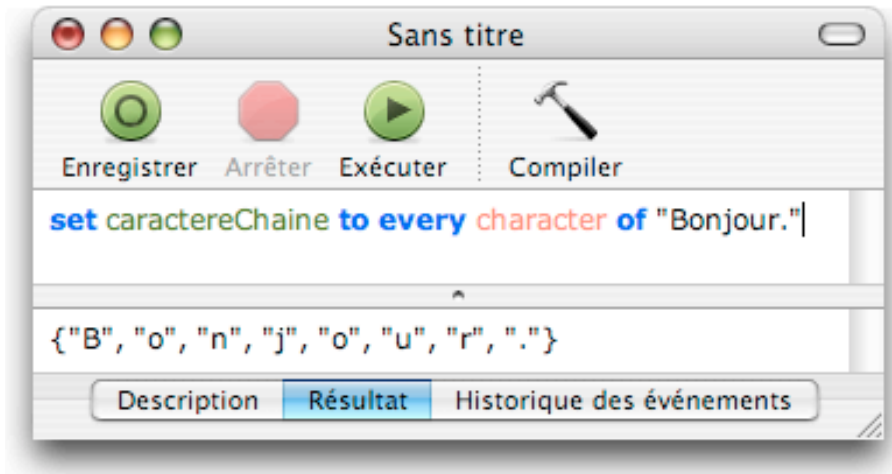 Sans titre
Enregistrer Arrêter Exécuter Compiler
set caractereChaine to every character of "Bonjour."
{"B", "o", "n", "j", "o", "u", "r", "."}
Description Résultat Historique des événements